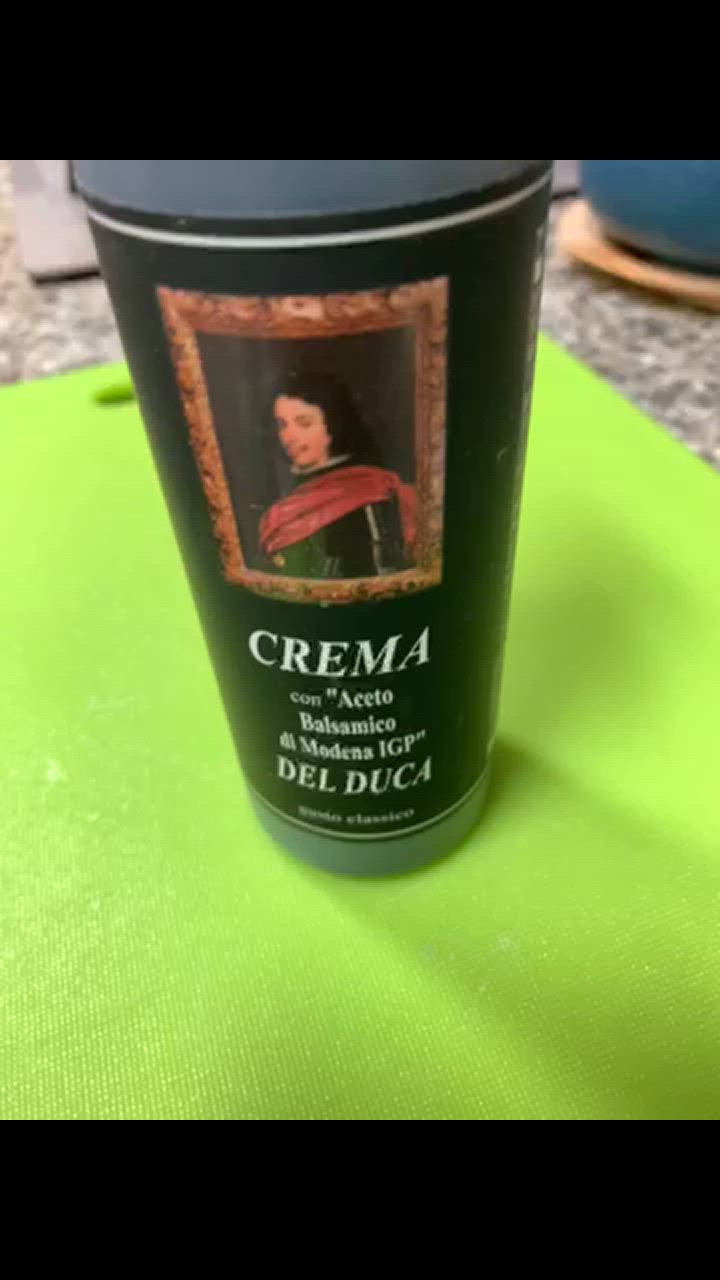 CREMA
con "Aceto
Balsamico
di Modena IGP"
DEL DUCA
gusto classico